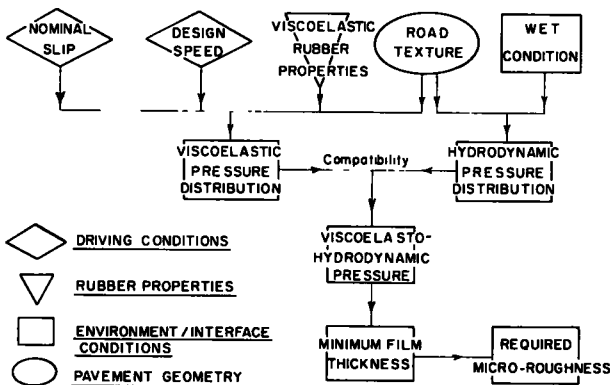 NOMINAL
SLIP
DESIGN
SPEED
VISCOELASTIC
RUBBER
PROPERTIES
ROAD
TEXTURE
WET
CONDITION
VISCOELASTIC
PRESSURE
DISTRIBUTION
Compatibility
HYDRODYNAMIC
PRESSURE
DISTRIBUTION
VISCOELASTO-
HYDRODYNAMIC
PRESSURE
MINIMUM FILM
THICKNESS
REQUIRED
MICRO-ROUGHNESS
DRIVING CONDITIONS
RUBBER PROPERTIES
ENVIRONMENT/INTERFACE
CONDITIONS
PAVEMENT GEOMETRY